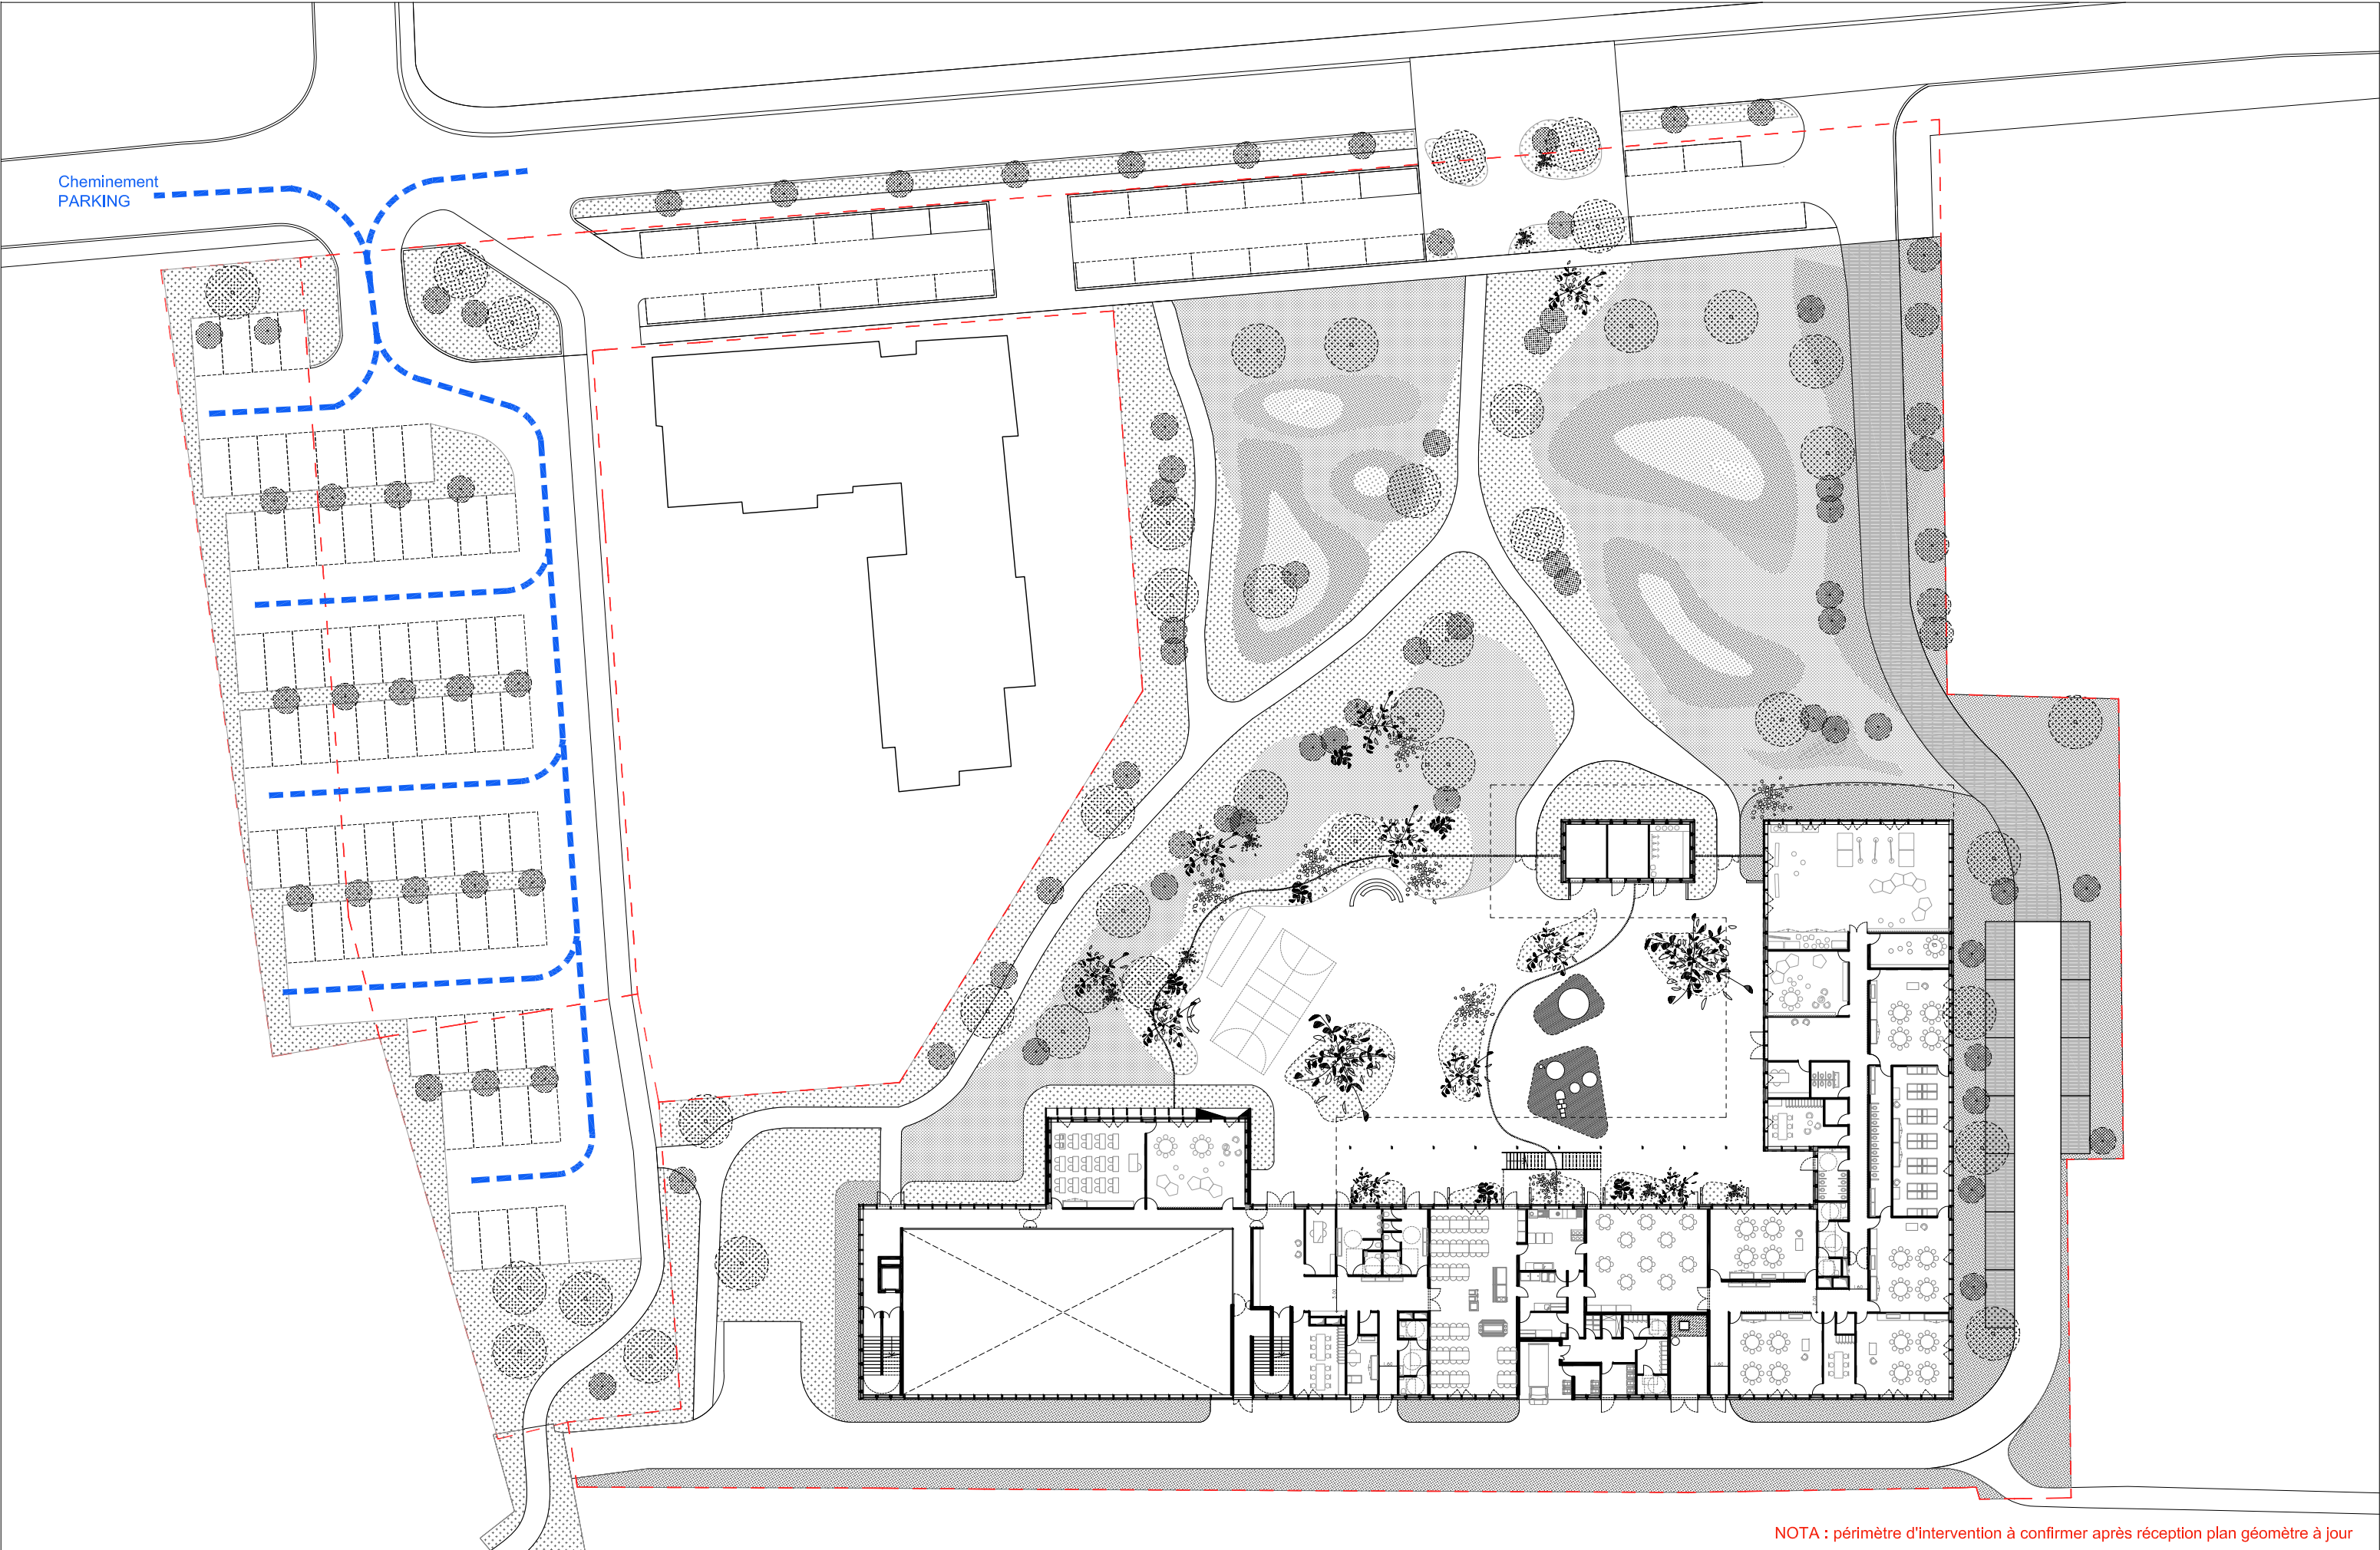 Cheminement
PARKING
NOTA : périmètre d'intervention à confirmer après réception plan géomètre à jour